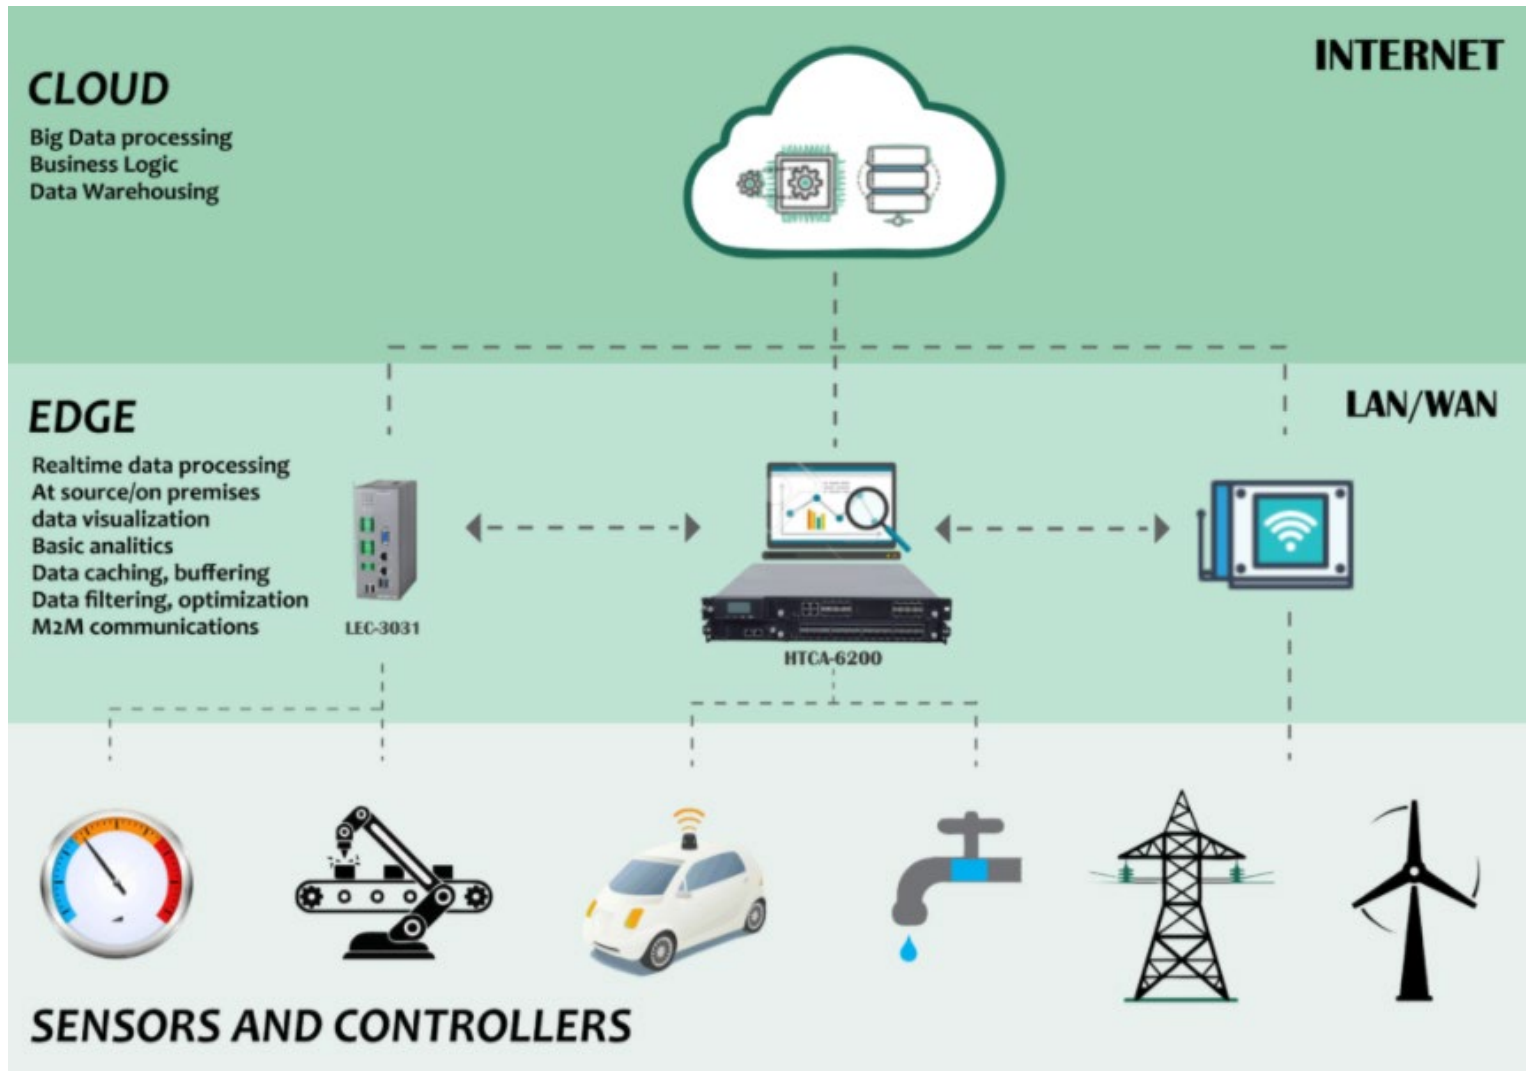 CLOUD
Big Data processing
Business Logic
Data Warehousing
INTERNET
EDGE
Realtime data processing
At source/on premises
data visualization
Basic analitics
Data caching, buffering
Data filtering, optimization
M2M communications
LAN/WAN
LEC-3031
HTCA-6200
SENSORS AND CONTROLLERS